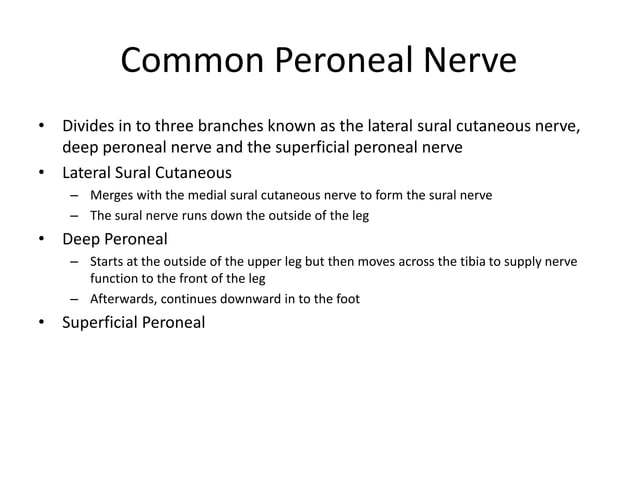 Common Peroneal Nerve
• Divides in to three branches known as the lateral sural cutaneous nerve,
deep peroneal nerve and the superficial peroneal nerve
• Lateral Sural Cutaneous
– Merges with the medial sural cutaneous nerve to form the sural nerve
– The sural nerve runs down the outside of the leg
• Deep Peroneal
– Starts at the outside of the upper leg but then moves across the tibia to supply nerve
function to the front of the leg
– Afterwards, continues downward in to the foot
• Superficial Peroneal